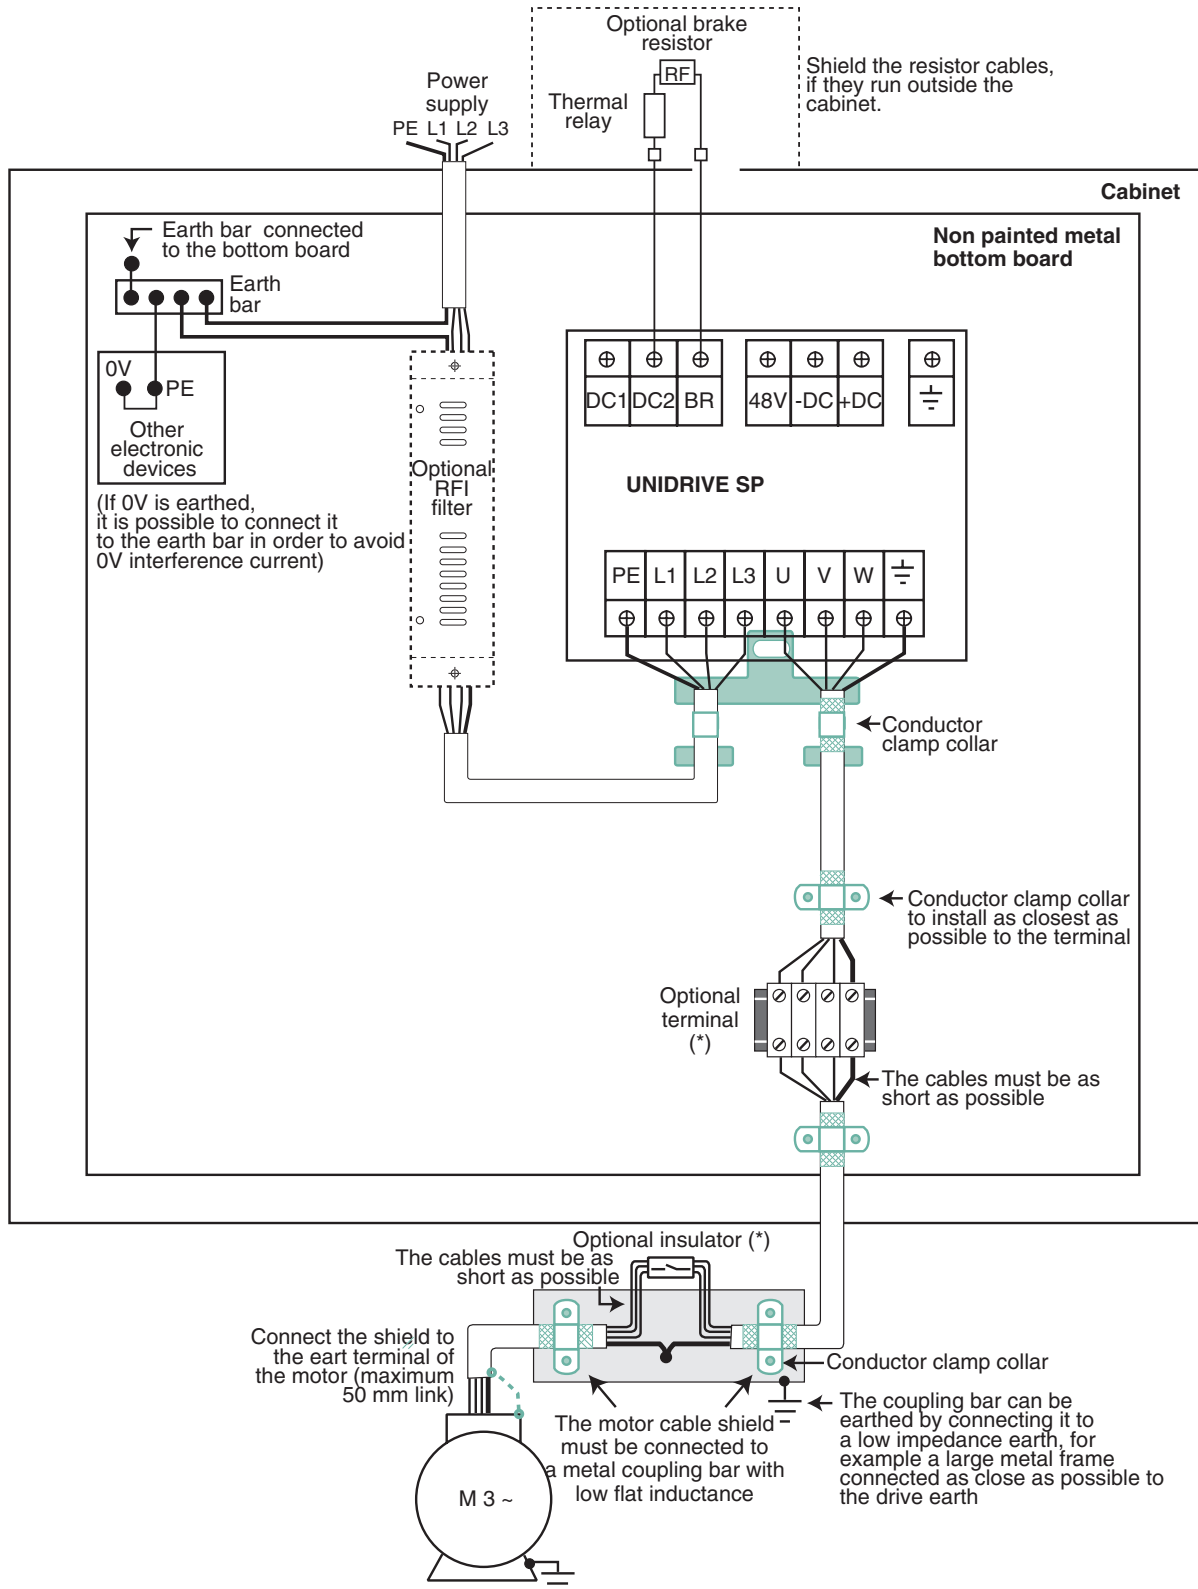 Optional brake
resistor
RF
Thermal
relay
Shield the resistor cables,
if they run outside the
cabinet.
Power
supply
PE L1 L2 L3
Cabinet
Non painted metal
bottom board
Earth bar connected
to the bottom board
Earth
bar
0V
PE
Other
electronic
devices
(If 0V is earthed,
it is possible to connect it
to the earth bar in order to avoid
0V interference current)
Optional
RFI
filter
DC1 DC2 BR 48V -DC +DC
UNIDRIVE SP
PE L1 L2 L3 U V W
Conductor
clamp collar
Conductor clamp collar
to install as closest as
possible to the terminal
Optional
terminal
(*)
The cables must be as
short as possible
Optional insulator (*)
The cables must be as
short as possible
Connect the shield to
the eart terminal of
the motor (maximum
50 mm link)
Conductor clamp collar
The motor cable shield
must be connected to
a metal coupling bar with
low flat inductance
The coupling bar can be
earthed by connecting it to
a low impedance earth, for
example a large metal frame
connected as close as possible to
the drive earth
M 3 ~